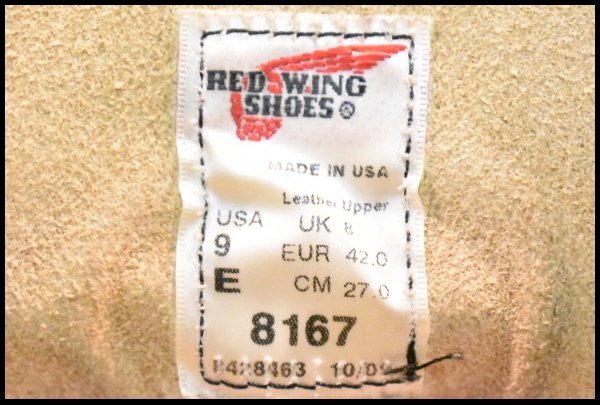 RED WING
SHOES®
MADE IN USA
Leather Upper
USA UK 8
9 EUR 42.0
E CM 27.0
8167